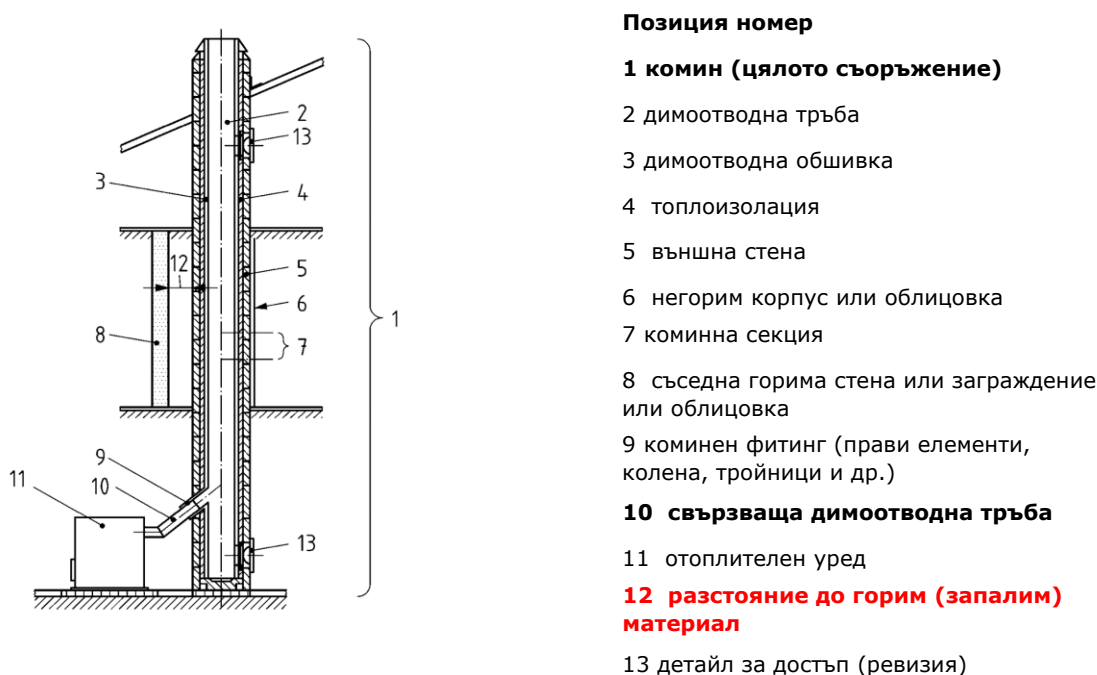 Позиция номер
1 комин (цялото съоръжение)
2 димоотводна тръба
3 димоотводна обшивка
4 топлоизолация
5 външна стена
6 негорим корпус или облицовка
7 коминна секция
8 съседна горима стена или заграждение
или облицовка
9 коминен фитинг (прави елементи,
колена, тройници и др.)
10 свързваща димоотводна тръба
11 отоплителен уред
12 разстояние до горим (запалим)
материал
13 детайл за достъп (ревизия)
2
13
3
4
12
5
6
1
8
7
9
10
11
13